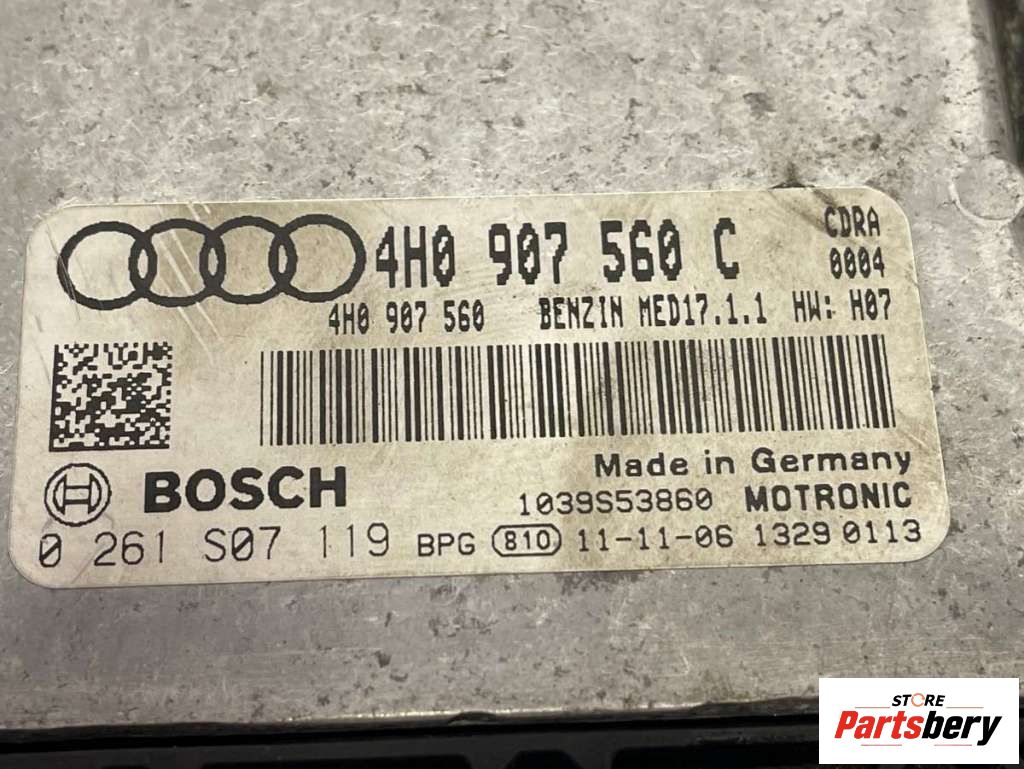 4H0 907 560 C CDRA
0004
4H0 907 560 BENZIN MED17.1.1 HW: H07
Made in Germany
BOSCH 1039S53860 MOTRONIC
0 261 S07 119 BPG 810 11-11-06 1329 0113
STORE
Partsbery